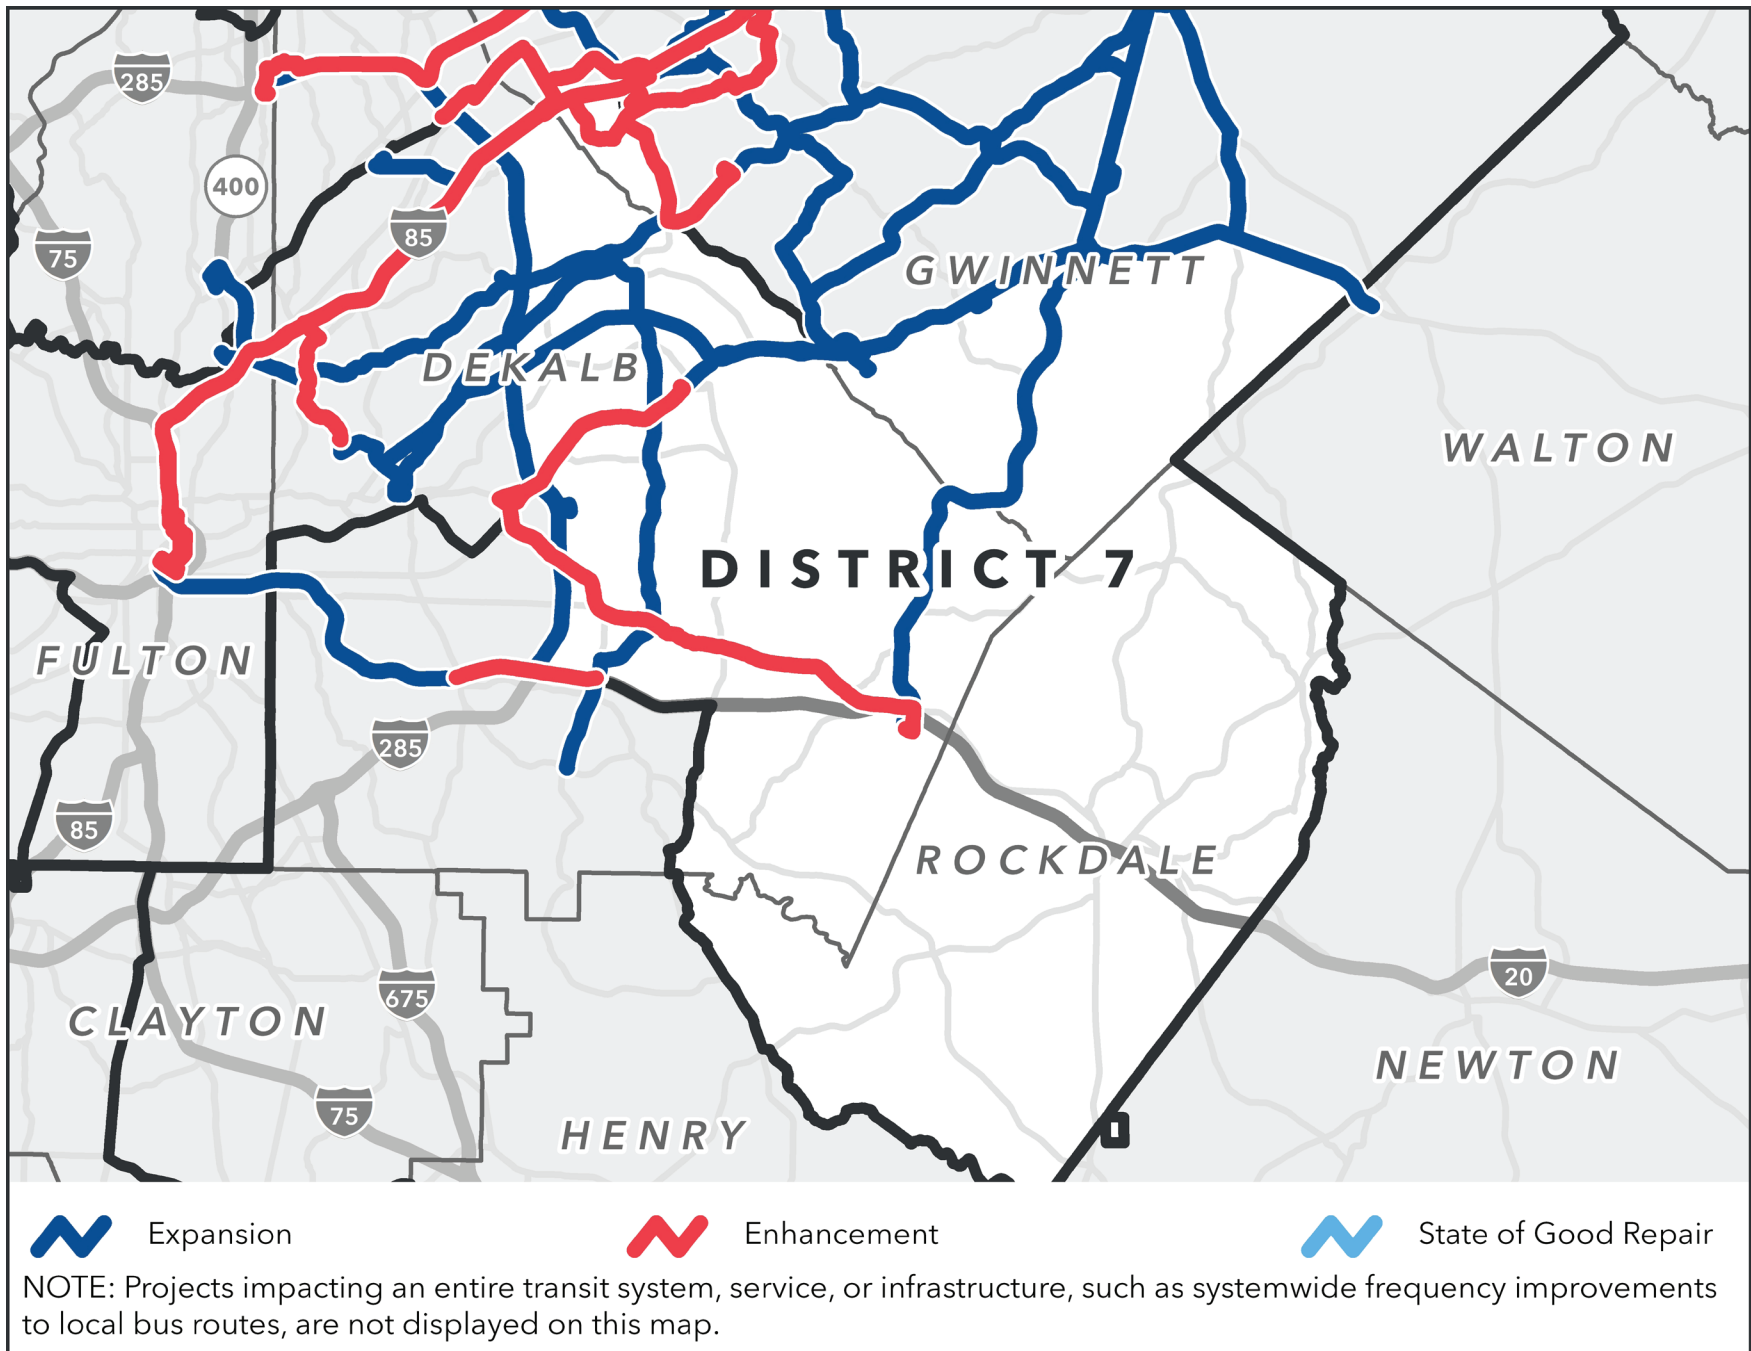 285
400
85
75
GWINNETT
DEKALB
WALTON
DISTRICT 7
FULTON
285
85
ROCKDALE
20
675
CLAYTON
NEWTON
75
HENRY
Expansion
Enhancement
State of Good Repair
NOTE: Projects impacting an entire transit system, service, or infrastructure, such as systemwide frequency improvements
to local bus routes, are not displayed on this map.